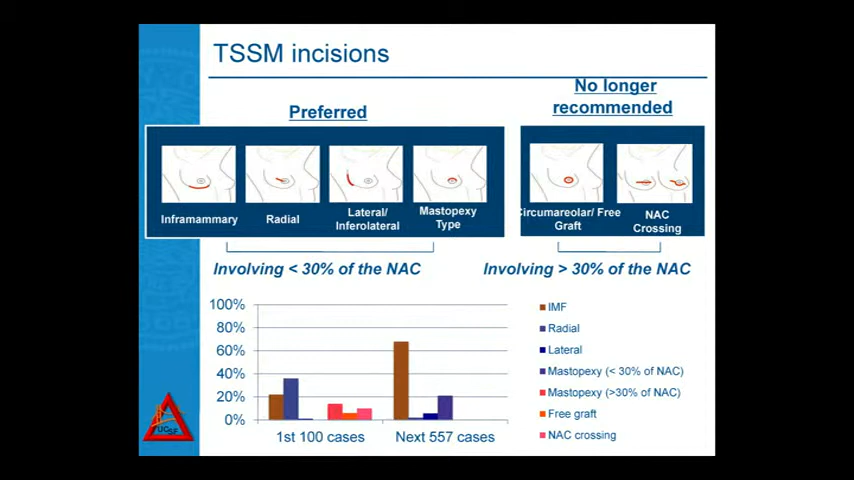 TSSM incisions
Preferred
No longer
recommended
Inframammary
Radial
Lateral/
Inferolateral
Mastopexy
Type
Circumareolar/ Free
Graft
NAC
Crossing
Involving < 30% of the NAC
Involving > 30% of the NAC
100%
80%
60%
40%
20%
0%
1st 100 cases
Next 557 cases
IMF
Radial
Lateral
Mastopexy (< 30% of NAC)
Mastopexy (>30% of NAC)
Free graft
NAC crossing
UCSF